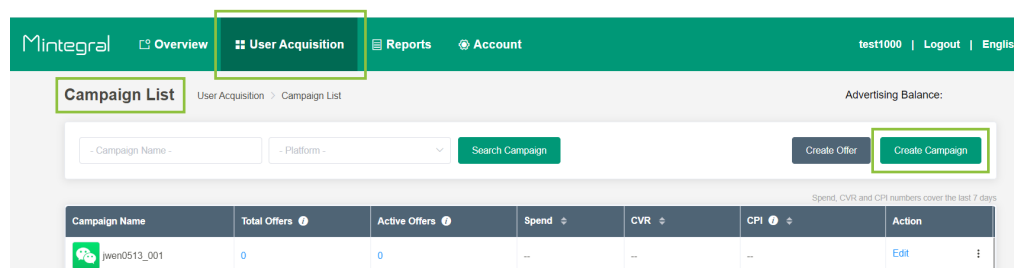 Mintegral Overview User Acquisition Reports Account test1000 | Logout | Englis
Campaign List User Acquisition > Campaign List Advertising Balance:
- Campaign Name - - Platform - Search Campaign Create Offer Create Campaign
Spend, CVR and CPI numbers cover the last 7 days
Campaign Name Total Offers Active Offers Spend CVR CPI Action
jwen0513_001 0 0 -- -- -- Edit